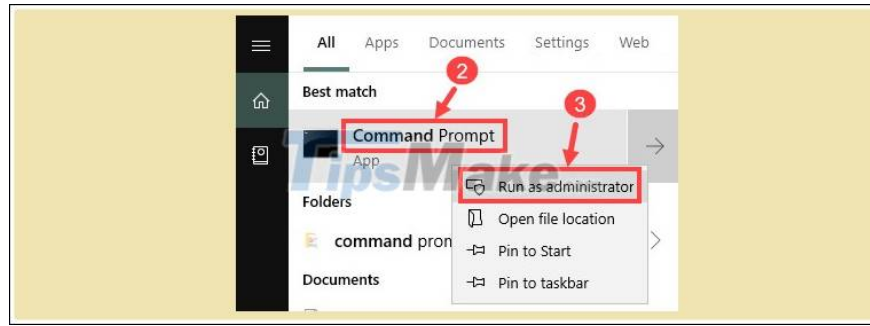 All Apps Documents Settings Web
2
Best match
3
Command Prompt
App
TipsMake
Run as administrator
Folders
Open file location
command pron
Pin to Start
Documents
Pin to taskbar